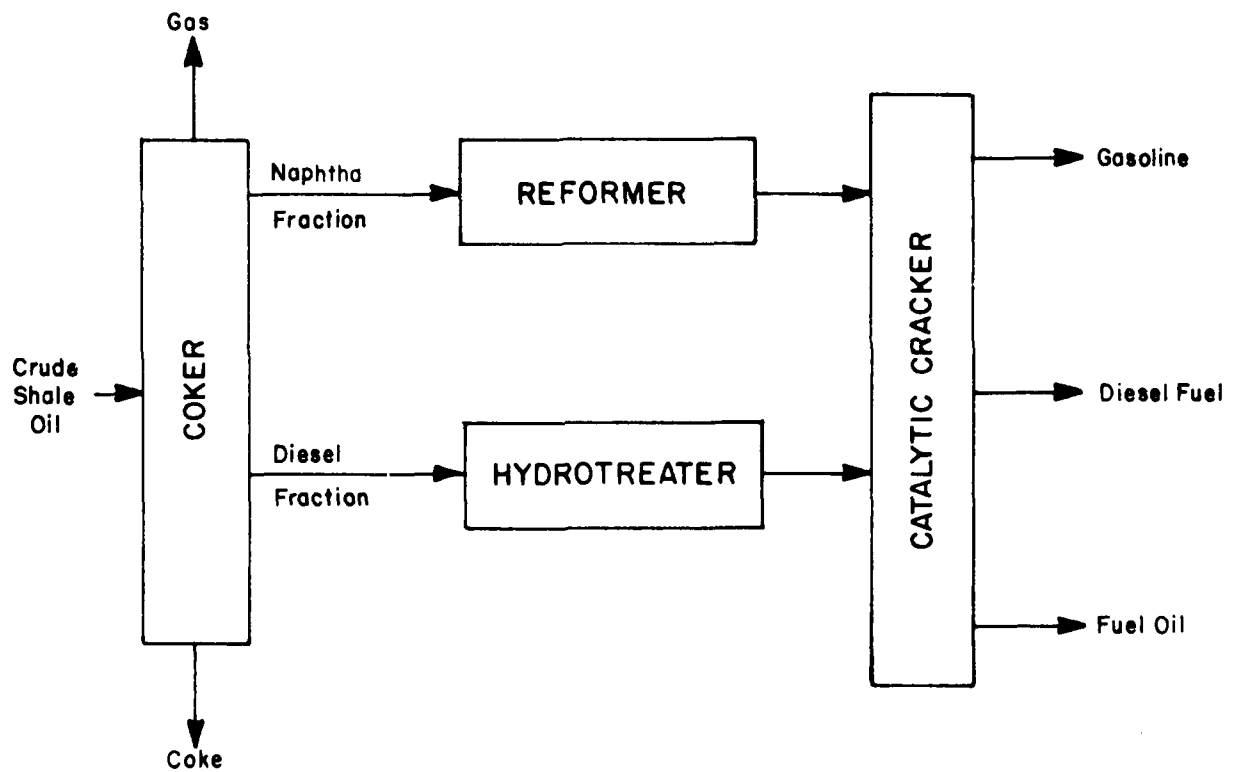 Gas
Naphtha
Fraction
REFORMER
Gasoline
COKER
Crude
Shale
Oil
CATALYTIC CRACKER
Diesel Fuel
Diesel
Fraction
HYDROTREATER
Fuel Oil
Coke